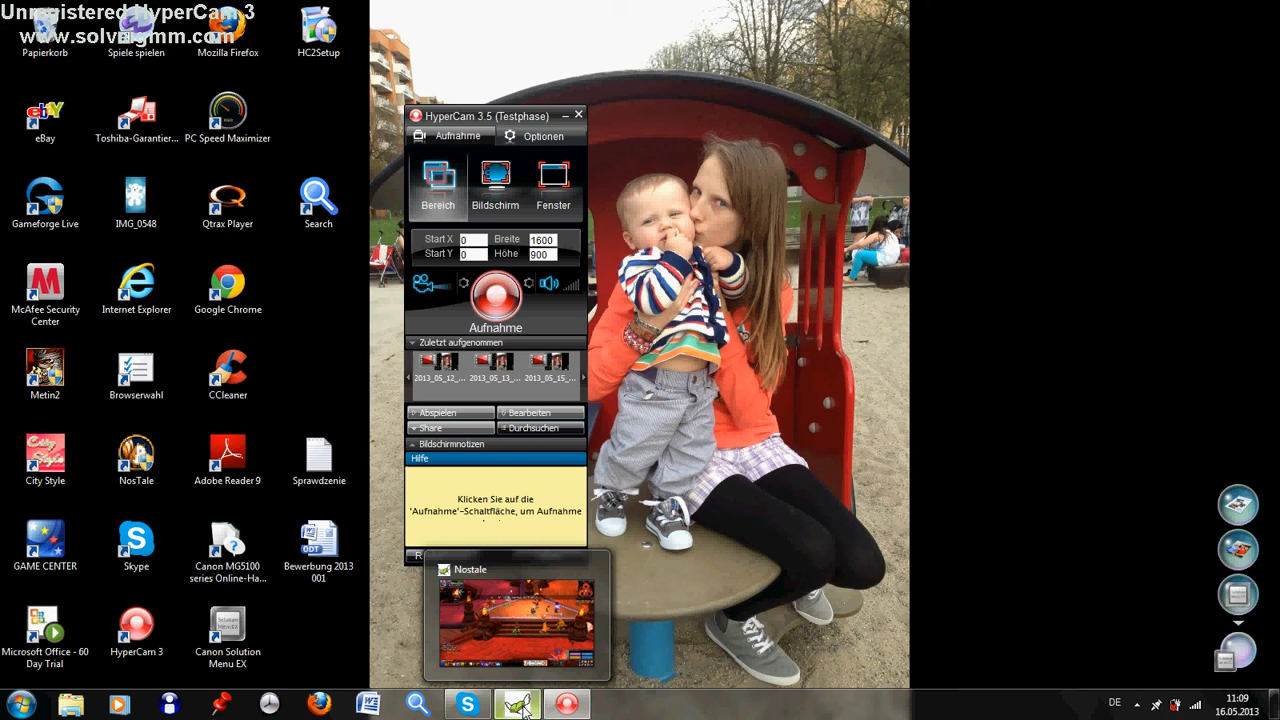 Unregistered HyperCam 3
www.solveigmm.com
Papierkorb
Spiele spielen
Mozilla Firefox
HC2Setup
ebay
eBay
Toshiba-Garantier...
PC Speed Maximizer
Gameforge Live
IMG_0548
Qtrax Player
Search
McAfee Security
Center
Internet Explorer
Google Chrome
Metin2
Browserwahl
CCleaner
City Style
NosTale
Adobe Reader 9
Sprawdzenie
GAME CENTER
Skype
Canon MG5100
series Online-Ha...
ODT
Bewerbung 2013
001
Microsoft Office - 60
Day Trial
HyperCam 3
Canon Solution
Menu EX
HyperCam 3.5 (Testphase)
Aufnahme
Optionen
Bereich
Bildschirm
Fenster
Start X 0 Breite 1600
Start Y 0 Höhe 900
Aufnahme
Zuletzt aufgenommen
2013_05_12_...
2013_05_13_...
2013_05_15_...
Abspielen
Bearbeiten
Share
Durchsuchen
Bildschirmnotizen
Hilfe
Klicken Sie auf die
'Aufnahme'-Schaltfläche, um Aufnahme
Nostale
DE
11:09
16.05.2013